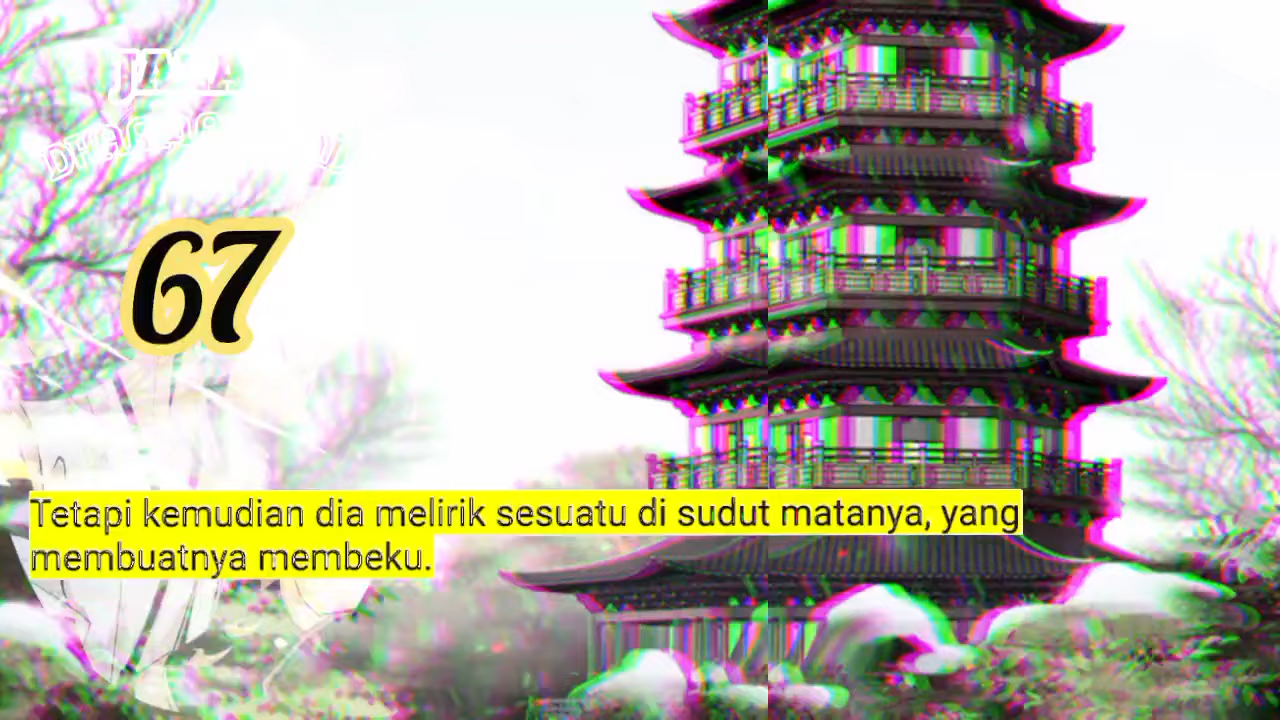 67
Tetapi kemudian dia melirik sesuatu di sudut matanya, yang
membuatnya membeku.